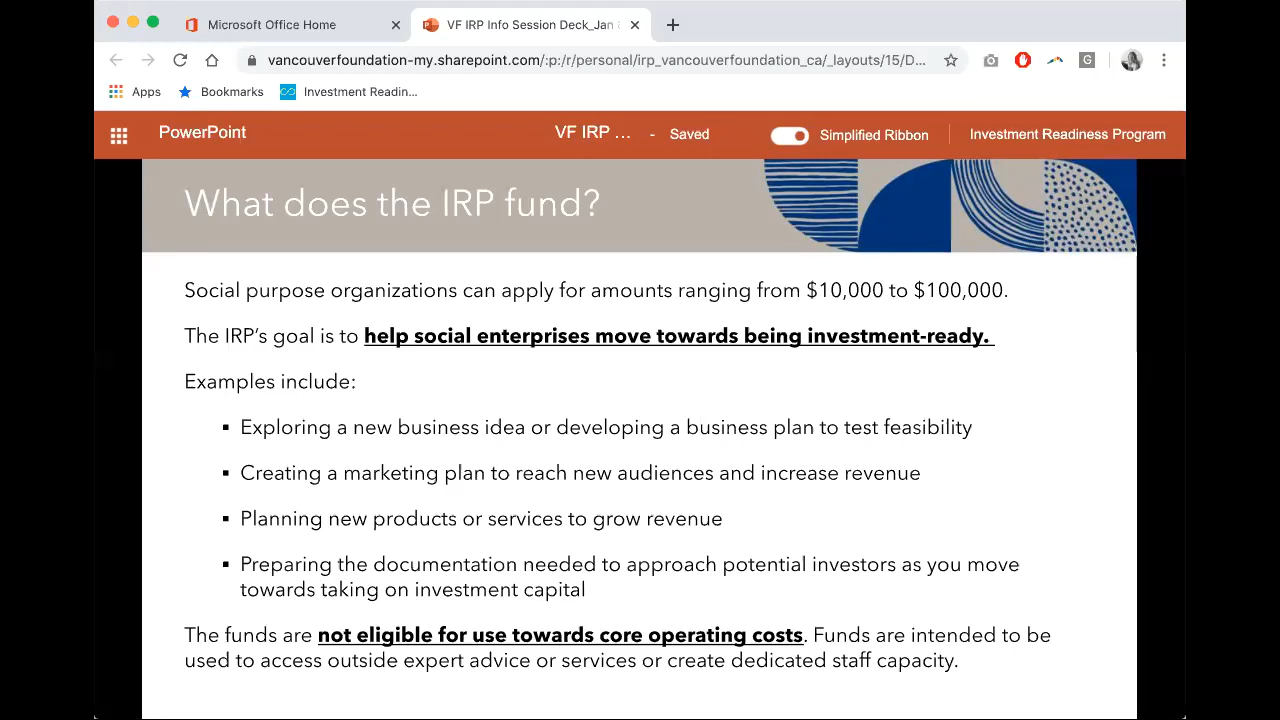 Microsoft Office Home
VF IRP Info Session Deck_Jan
vancouverfoundation-my.sharepoint.com/:p:/r/personal/irp_vancouverfoundation_ca/_layouts/15/D...
G
Apps
Bookmarks
Investment Readin...
PowerPoint
VF IRP ... - Saved
Simplified Ribbon
Investment Readiness Program
What does the IRP fund?
Social purpose organizations can apply for amounts ranging from $10,000 to $100,000.
The IRP's goal is to help social enterprises move towards being investment-ready.
Examples include:
▪ Exploring a new business idea or developing a business plan to test feasibility
▪ Creating a marketing plan to reach new audiences and increase revenue
▪ Planning new products or services to grow revenue
▪ Preparing the documentation needed to approach potential investors as you move
towards taking on investment capital
The funds are not eligible for use towards core operating costs. Funds are intended to be
used to access outside expert advice or services or create dedicated staff capacity.